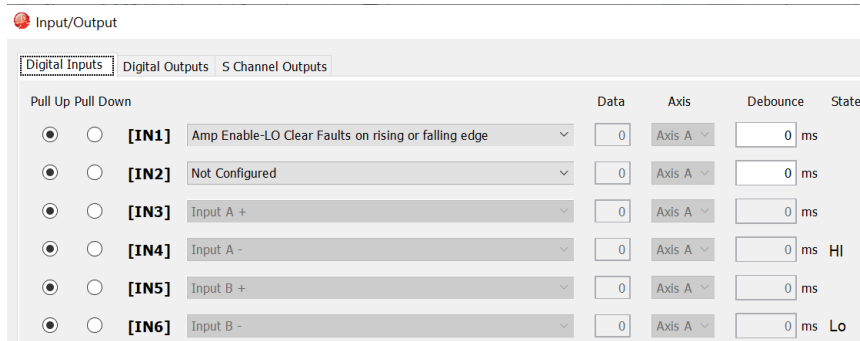 Input/Output
Digital Inputs Digital Outputs S Channel Outputs
Pull Up Pull Down Data Axis Debounce State
[IN1] Amp Enable-LO Clear Faults on rising or falling edge 0 Axis A 0 ms
[IN2] Not Configured 0 Axis A 0 ms
[IN3] Input A + 0 Axis A 0 ms
[IN4] Input A - 0 Axis A 0 ms HI
[IN5] Input B + 0 Axis A 0 ms
[IN6] Input B - 0 Axis A 0 ms Lo